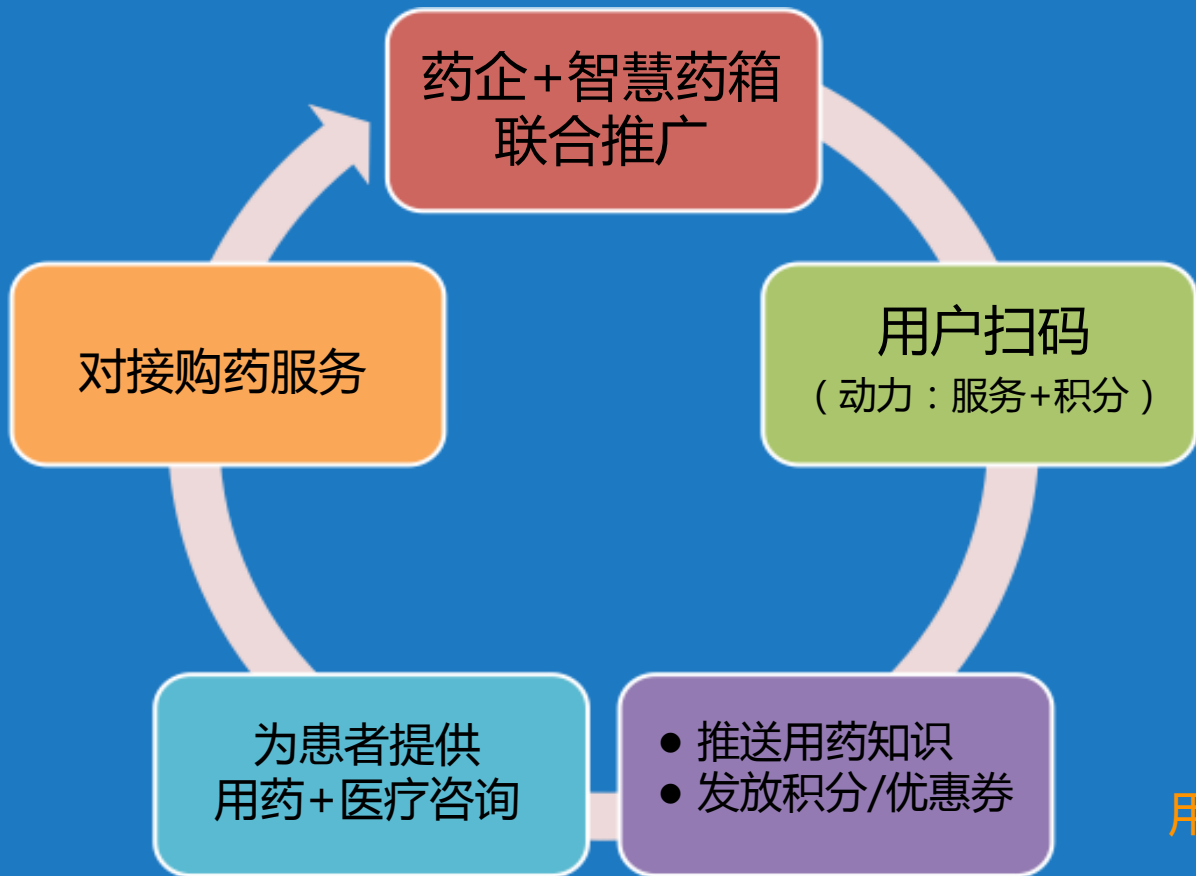 药企+智慧药箱
联合推广
用户扫码
（动力：服务+积分）
● 推送用药知识
● 发放积分/优惠券
为患者提供
用药+医疗咨询
对接购药服务
用